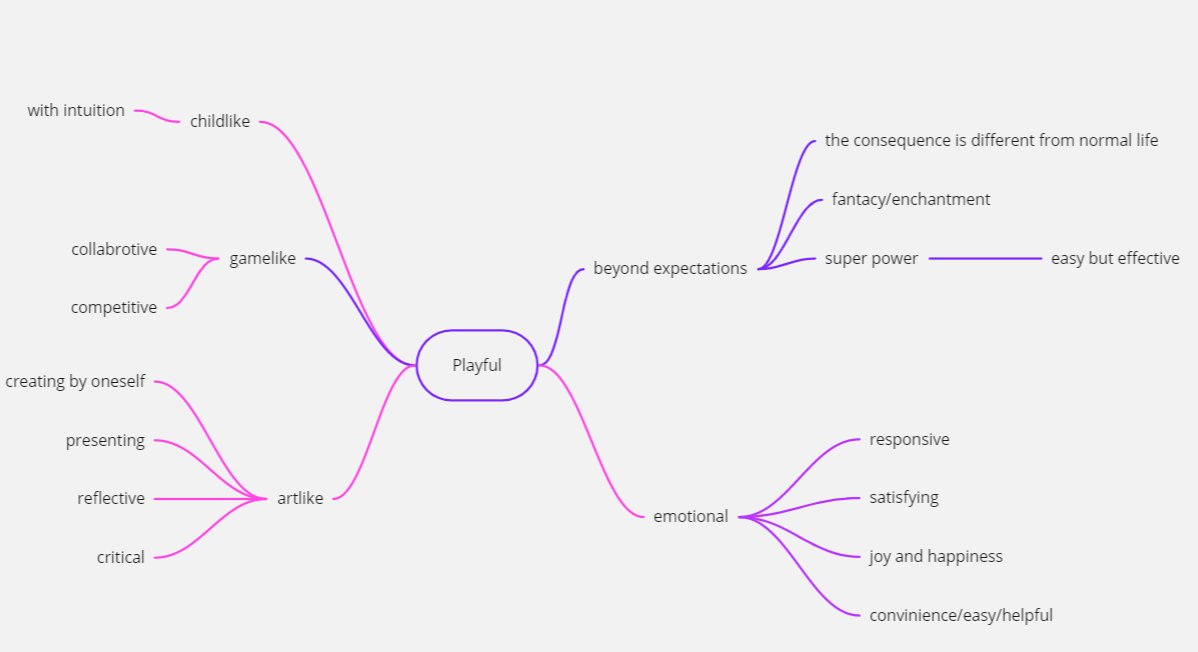 with intuition
childlike
collabrotive
gamelike
competitive
creating by oneself
presenting
reflective
artlike
critical
Playful
beyond expectations
the consequence is different from normal life
fantacy/enchantment
super power
easy but effective
emotional
responsive
satisfying
joy and happiness
convinience/easy/helpful